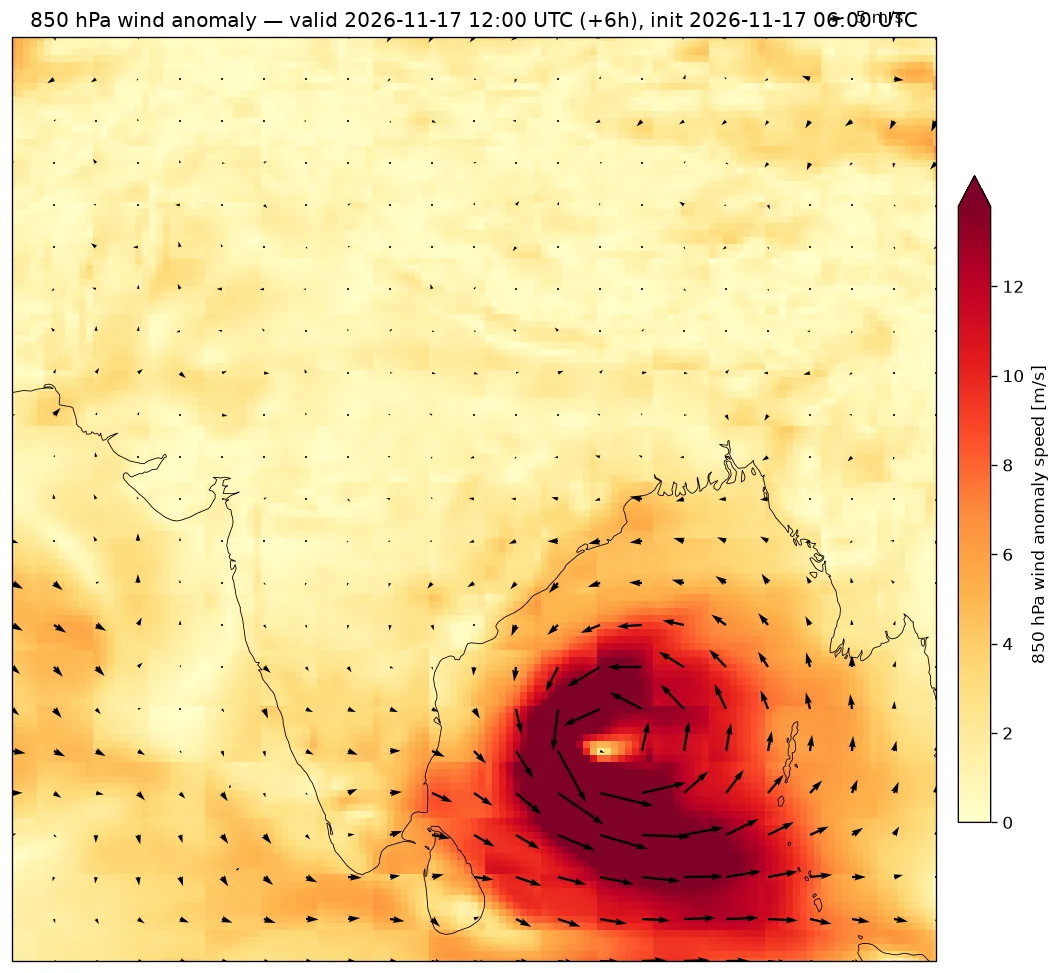 850 hPa wind anomaly — valid 2026-11-17 12:00 UTC (+6h), init 2026-11-17 06:00 UTC
5 m/s
12
10
8
6
4
2
0
850 hPa wind anomaly speed [m/s]